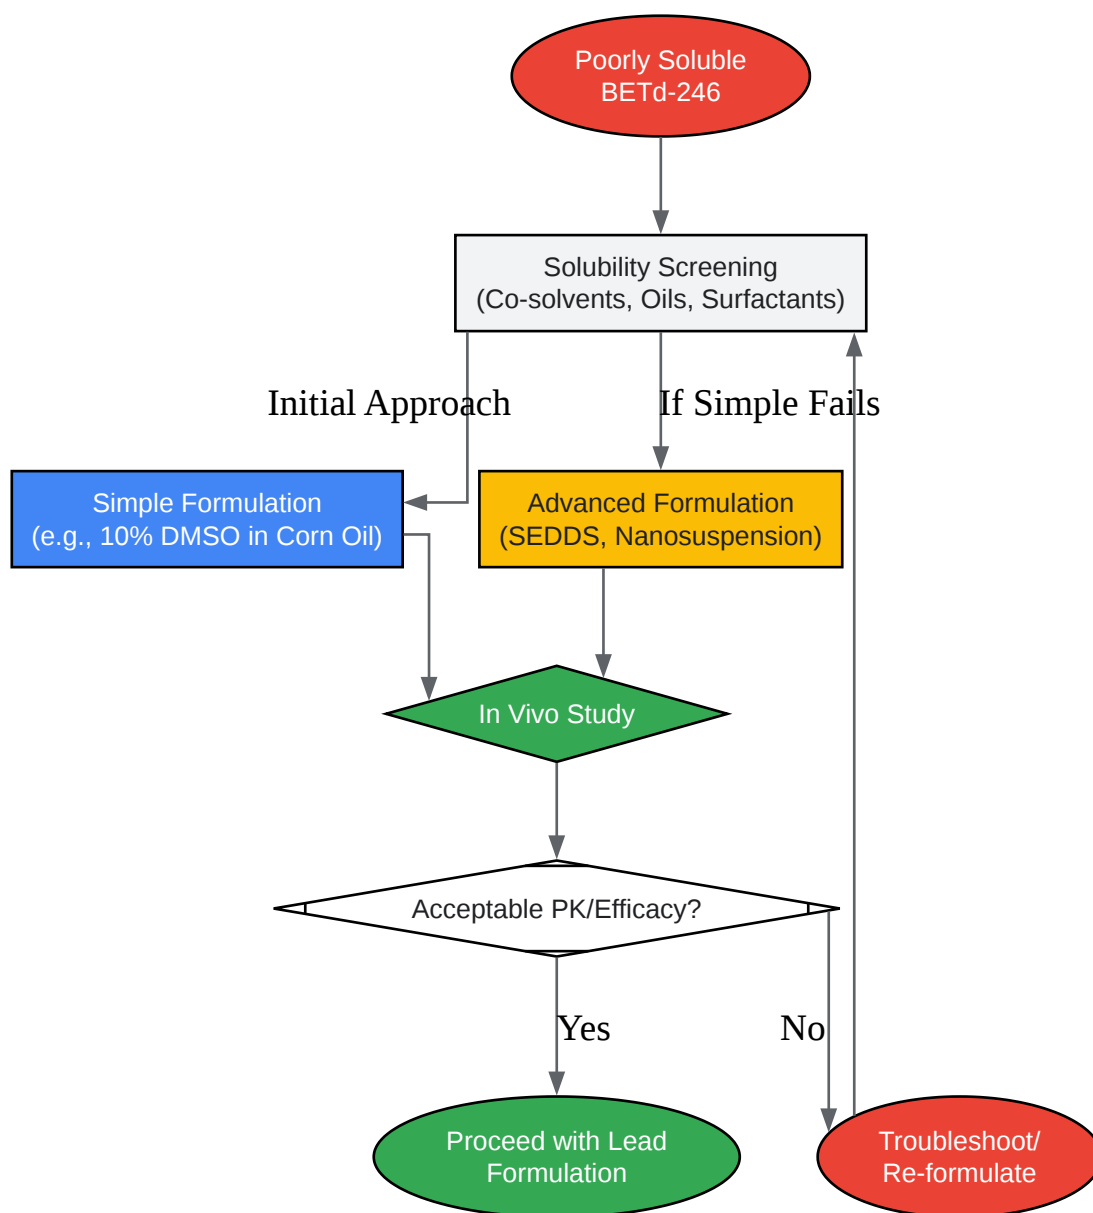 Poorly Soluble
BETd-246
Solubility Screening
(Co-solvents, Oils, Surfactants)
Initial Approach
If Simple Fails
Simple Formulation
(e.g., 10% DMSO in Corn Oil)
Advanced Formulation
(SEDDS, Nanosuspension)
In Vivo Study
Acceptable PK/Efficacy?
Yes
No
Proceed with Lead
Formulation
Troubleshoot/
Re-formulate